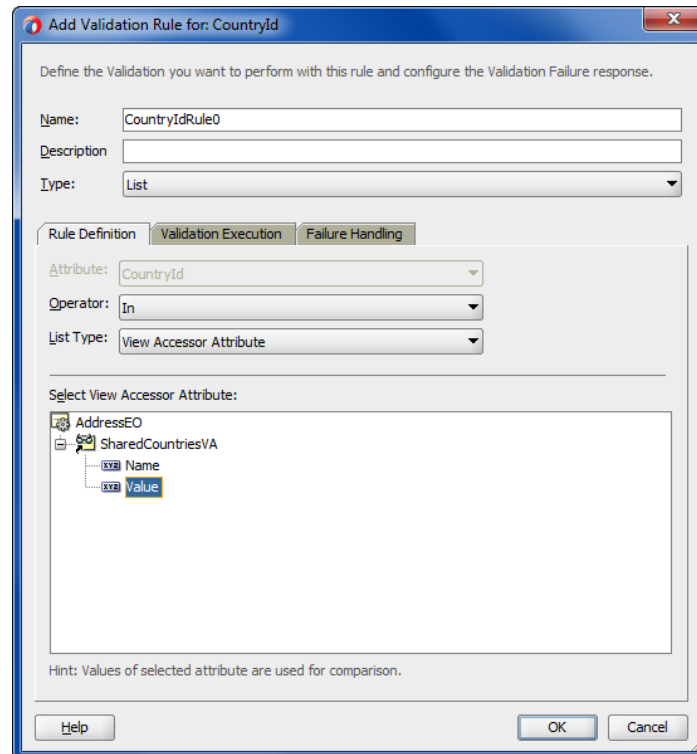 Add Validation Rule for: CountryId
Define the Validation you want to perform with this rule and configure the Validation Failure response.
Name: CountryIdRule0
Description
Type: List
Rule Definition Validation Execution Failure Handling
Attribute: CountryId
Operator: In
List Type: View Accessor Attribute
Select View Accessor Attribute:
AddressEO
SharedCountriesVA
XYZ Name
XYZ Value
Hint: Values of selected attribute are used for comparison.
Help OK Cancel